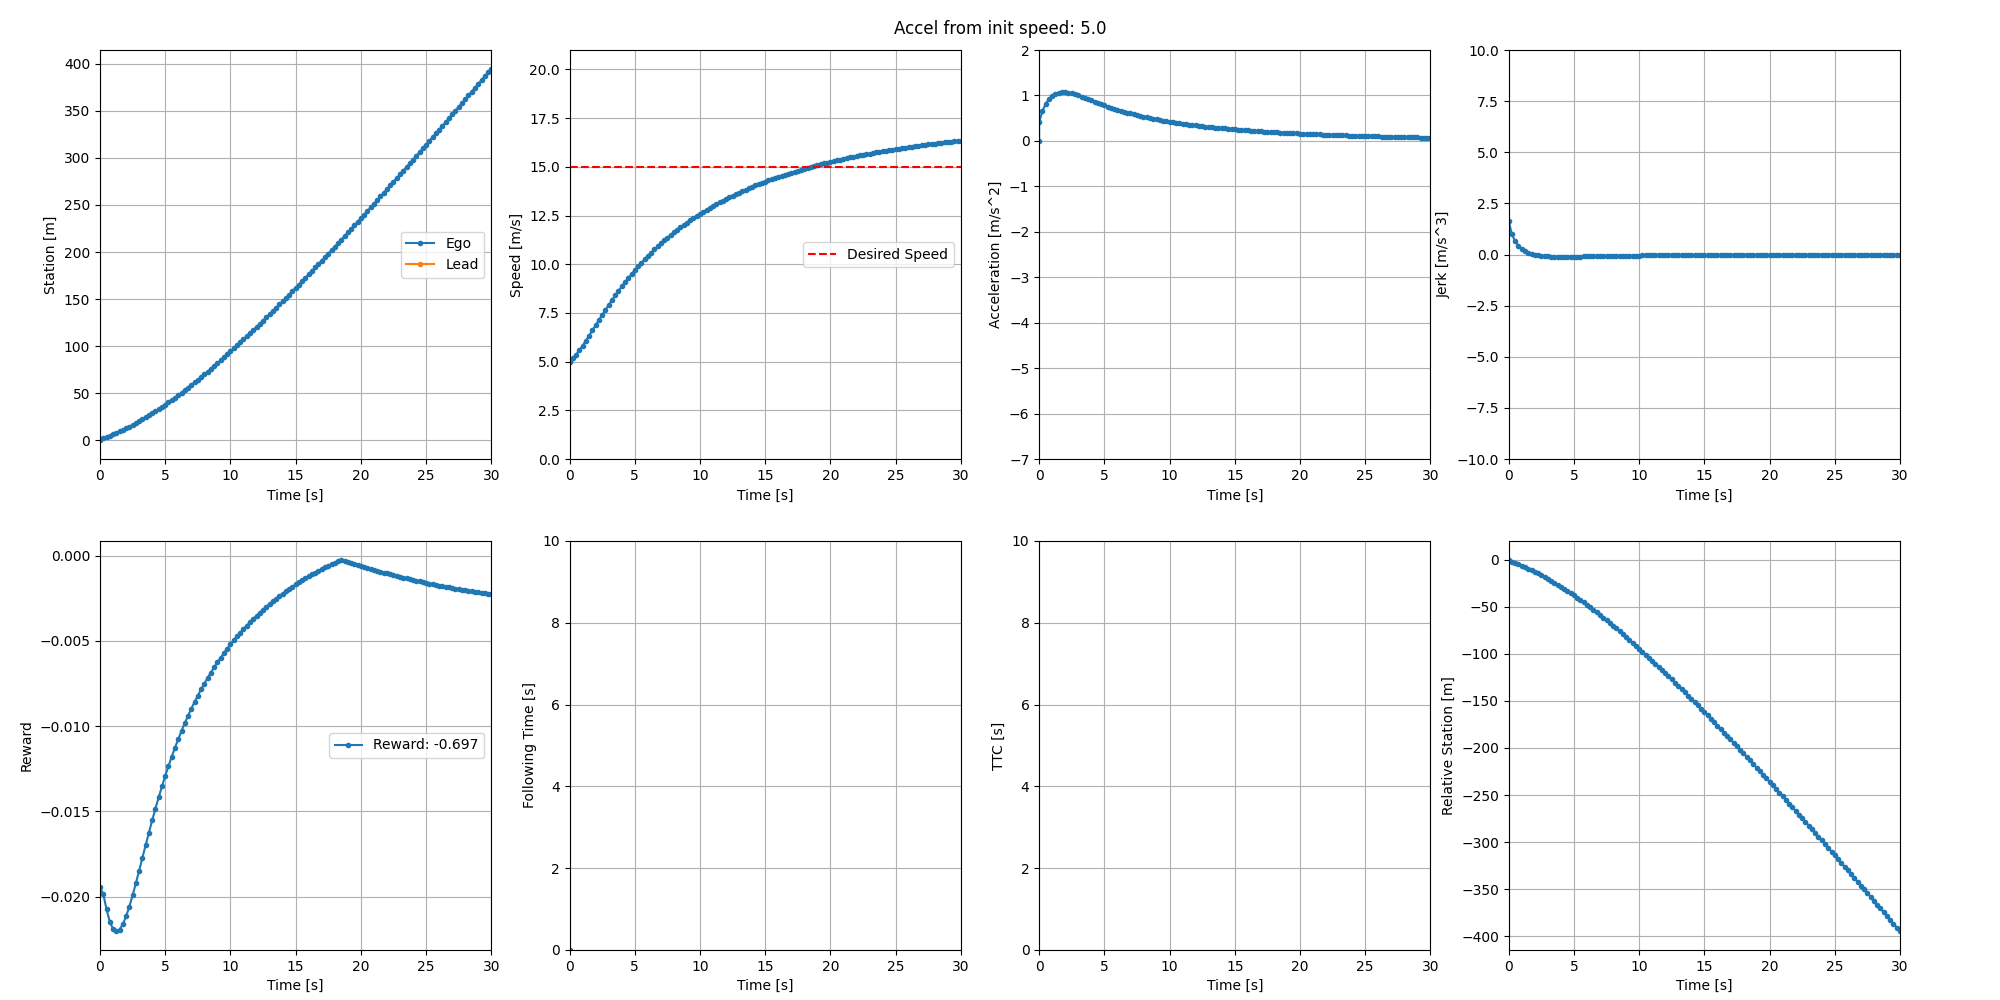 Accel from init speed: 5.0
400
350
300
250
200
150
100
50
0
Station [m]
Ego
Lead
0 5 10 15 20 25 30
Time [s]
20.0
17.5
15.0
12.5
10.0
7.5
5.0
2.5
0.0
Speed [m/s]
Desired Speed
0 5 10 15 20 25 30
Time [s]
2
1
0
−1
−2
−3
−4
−5
−6
−7
Acceleration [m/s^2]
0 5 10 15 20 25 30
Time [s]
10.0
7.5
5.0
2.5
0.0
−2.5
−5.0
−7.5
−10.0
Jerk [m/s^3]
0 5 10 15 20 25 30
Time [s]
0.000
−0.005
−0.010
−0.015
−0.020
Reward
Reward: -0.697
0 5 10 15 20 25 30
Time [s]
10
8
6
4
2
0
Following Time [s]
0 5 10 15 20 25 30
Time [s]
10
8
6
4
2
0
TTC [s]
0 5 10 15 20 25 30
Time [s]
0
−50
−100
−150
−200
−250
−300
−350
−400
Relative Station [m]
0 5 10 15 20 25 30
Time [s]